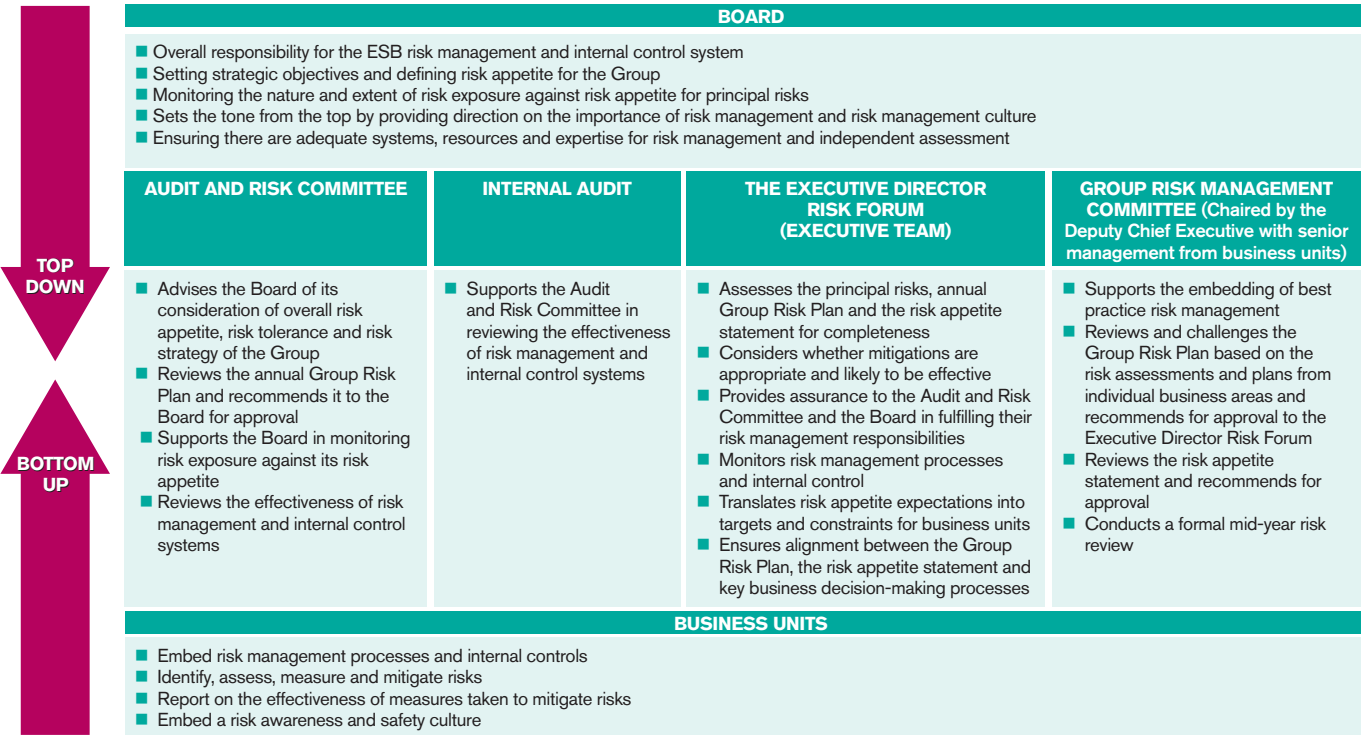 BOARD
Overall responsibility for the ESB risk management and internal control system
Setting strategic objectives and defining risk appetite for the Group
Monitoring the nature and extent of risk exposure against risk appetite for principal risks
Sets the tone from the top by providing direction on the importance of risk management and risk management culture
Ensuring there are adequate systems, resources and expertise for risk management and independent assessment
TOP
DOWN
BOTTOM
UP
AUDIT AND RISK COMMITTEE
Advises the Board of its
consideration of overall risk
appetite, risk tolerance and risk
strategy of the Group
Reviews the annual Group Risk
Plan and recommends it to the
Board for approval
Supports the Board in monitoring
risk exposure against its risk
appetite
Reviews the effectiveness of risk
management and internal control
systems
INTERNAL AUDIT
Supports the Audit
and Risk Committee in
reviewing the effectiveness
of risk management and
internal control systems
THE EXECUTIVE DIRECTOR
RISK FORUM
(EXECUTIVE TEAM)
Assesses the principal risks, annual
Group Risk Plan and the risk appetite
statement for completeness
Considers whether mitigations are
appropriate and likely to be effective
Provides assurance to the Audit and Risk
Committee and the Board in fulfilling their
risk management responsibilities
Monitors risk management processes
and internal control
Translates risk appetite expectations into
targets and constraints for business units
Ensures alignment between the Group
Risk Plan, the risk appetite statement and
key business decision-making processes
GROUP RISK MANAGEMENT
COMMITTEE (Chaired by the
Deputy Chief Executive with senior
management from business units)
Supports the embedding of best
practice risk management
Reviews and challenges the
Group Risk Plan based on the
risk assessments and plans from
individual business areas and
recommends for approval to the
Executive Director Risk Forum
Reviews the risk appetite
statement and recommends for
approval
Conducts a formal mid-year risk
review
BUSINESS UNITS
Embed risk management processes and internal controls
Identify, assess, measure and mitigate risks
Report on the effectiveness of measures taken to mitigate risks
Embed a risk awareness and safety culture